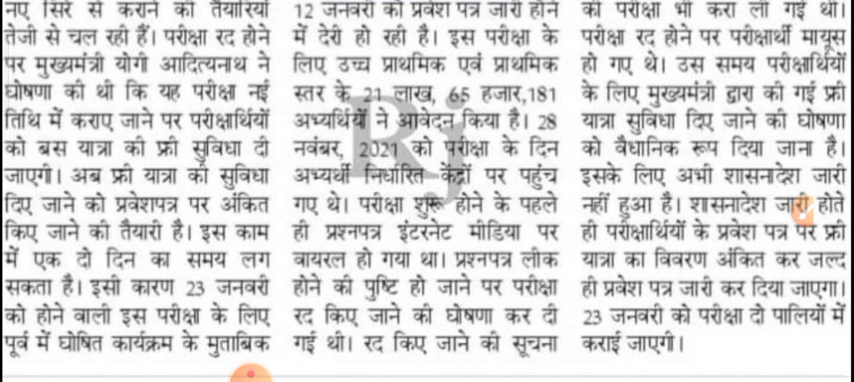 नए सिरे से कराने की तैयारियां
तेजी से चल रही हैं। परीक्षा रद होने
पर मुख्यमंत्री योगी आदित्यनाथ ने
घोषणा की थी कि यह परीक्षा नई
तिथि में कराए जाने पर परीक्षार्थियों
को बस यात्रा की फ्री सुविधा दी
जाएगी। अब फ्री यात्रा की सुविधा
दिए जाने को प्रवेशपत्र पर अंकित
किए जाने की तैयारी है। इस काम
में एक दो दिन का समय लग
सकता है। इसी कारण 23 जनवरी
को होने वाली इस परीक्षा के लिए
पूर्व में घोषित कार्यक्रम के मुताबिक
12 जनवरी को प्रवेश पत्र जारी होने
में देरी हो रही है। इस परीक्षा के
लिए उच्च प्राथमिक एवं प्राथमिक
स्तर के 21 लाख, 65 हजार,181
अभ्यर्थियों ने आवेदन किया है। 28
नवंबर, 2021 को परीक्षा के दिन
अभ्यर्थी निर्धारित केंद्रों पर पहुंच
गए थे। परीक्षा शुरू होने के पहले
ही प्रश्नपत्र इंटरनेट मीडिया पर
वायरल हो गया था। प्रश्नपत्र लीक
होने की पुष्टि हो जाने पर परीक्षा
रद किए जाने की घोषणा कर दी
गई थी। रद किए जाने की सूचना
की परीक्षा भी करा ली गई थी।
परीक्षा रद होने पर परीक्षार्थी मायूस
हो गए थे। उस समय परीक्षार्थियों
के लिए मुख्यमंत्री द्वारा की गई फ्री
यात्रा सुविधा दिए जाने की घोषणा
को वैधानिक रूप दिया जाना है।
इसके लिए अभी शासनादेश जारी
नहीं हुआ है। शासनादेश जारी होते
ही परीक्षार्थियों के प्रवेश पत्र पर फ्री
यात्रा का विवरण अंकित कर जल्द
ही प्रवेश पत्र जारी कर दिया जाएगा।
23 जनवरी को परीक्षा दो पालियों में
कराई जाएगी।
Rj